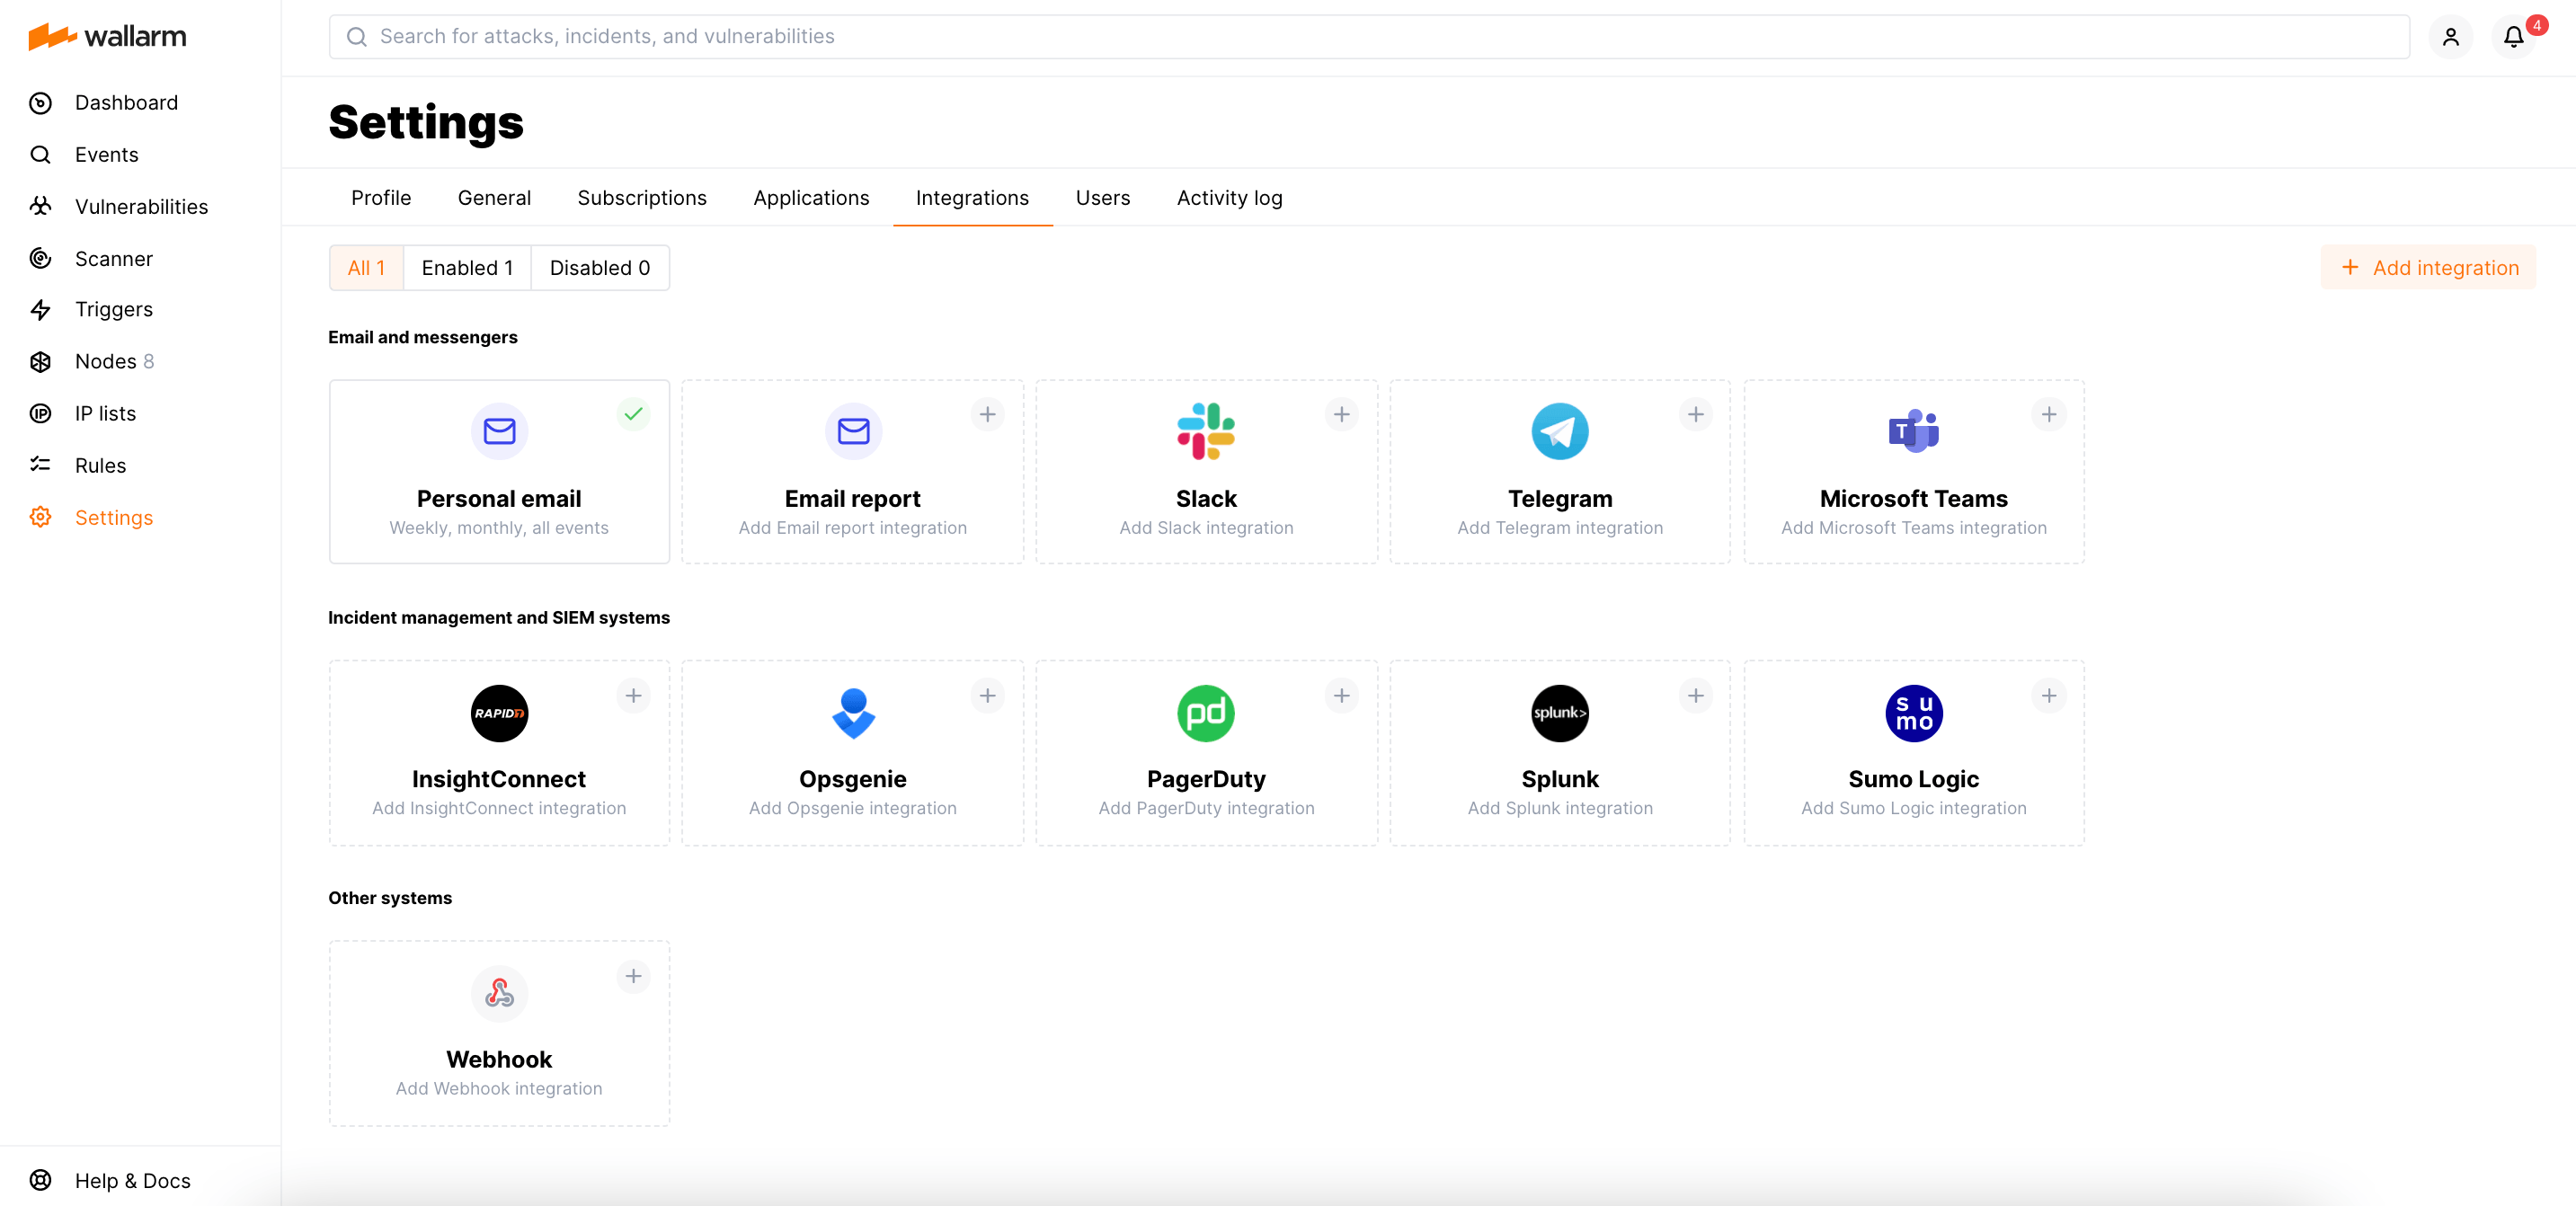 wallarm
Search for attacks, incidents, and vulnerabilities
4
Dashboard
Events
Vulnerabilities
Scanner
Triggers
Nodes 8
IP lists
Rules
Settings
Help & Docs
Settings
Profile
General
Subscriptions
Applications
Integrations
Users
Activity log
All 1
Enabled 1
Disabled 0
Add integration
Email and messengers
Personal email
Weekly, monthly, all events
Email report
Add Email report integration
Slack
Add Slack integration
Telegram
Add Telegram integration
T
Microsoft Teams
Add Microsoft Teams integration
Incident management and SIEM systems
RAPID7
InsightConnect
Add InsightConnect integration
Opsgenie
Add Opsgenie integration
pd
PagerDuty
Add PagerDuty integration
splunk>
Splunk
Add Splunk integration
su
mo
Sumo Logic
Add Sumo Logic integration
Other systems
Webhook
Add Webhook integration